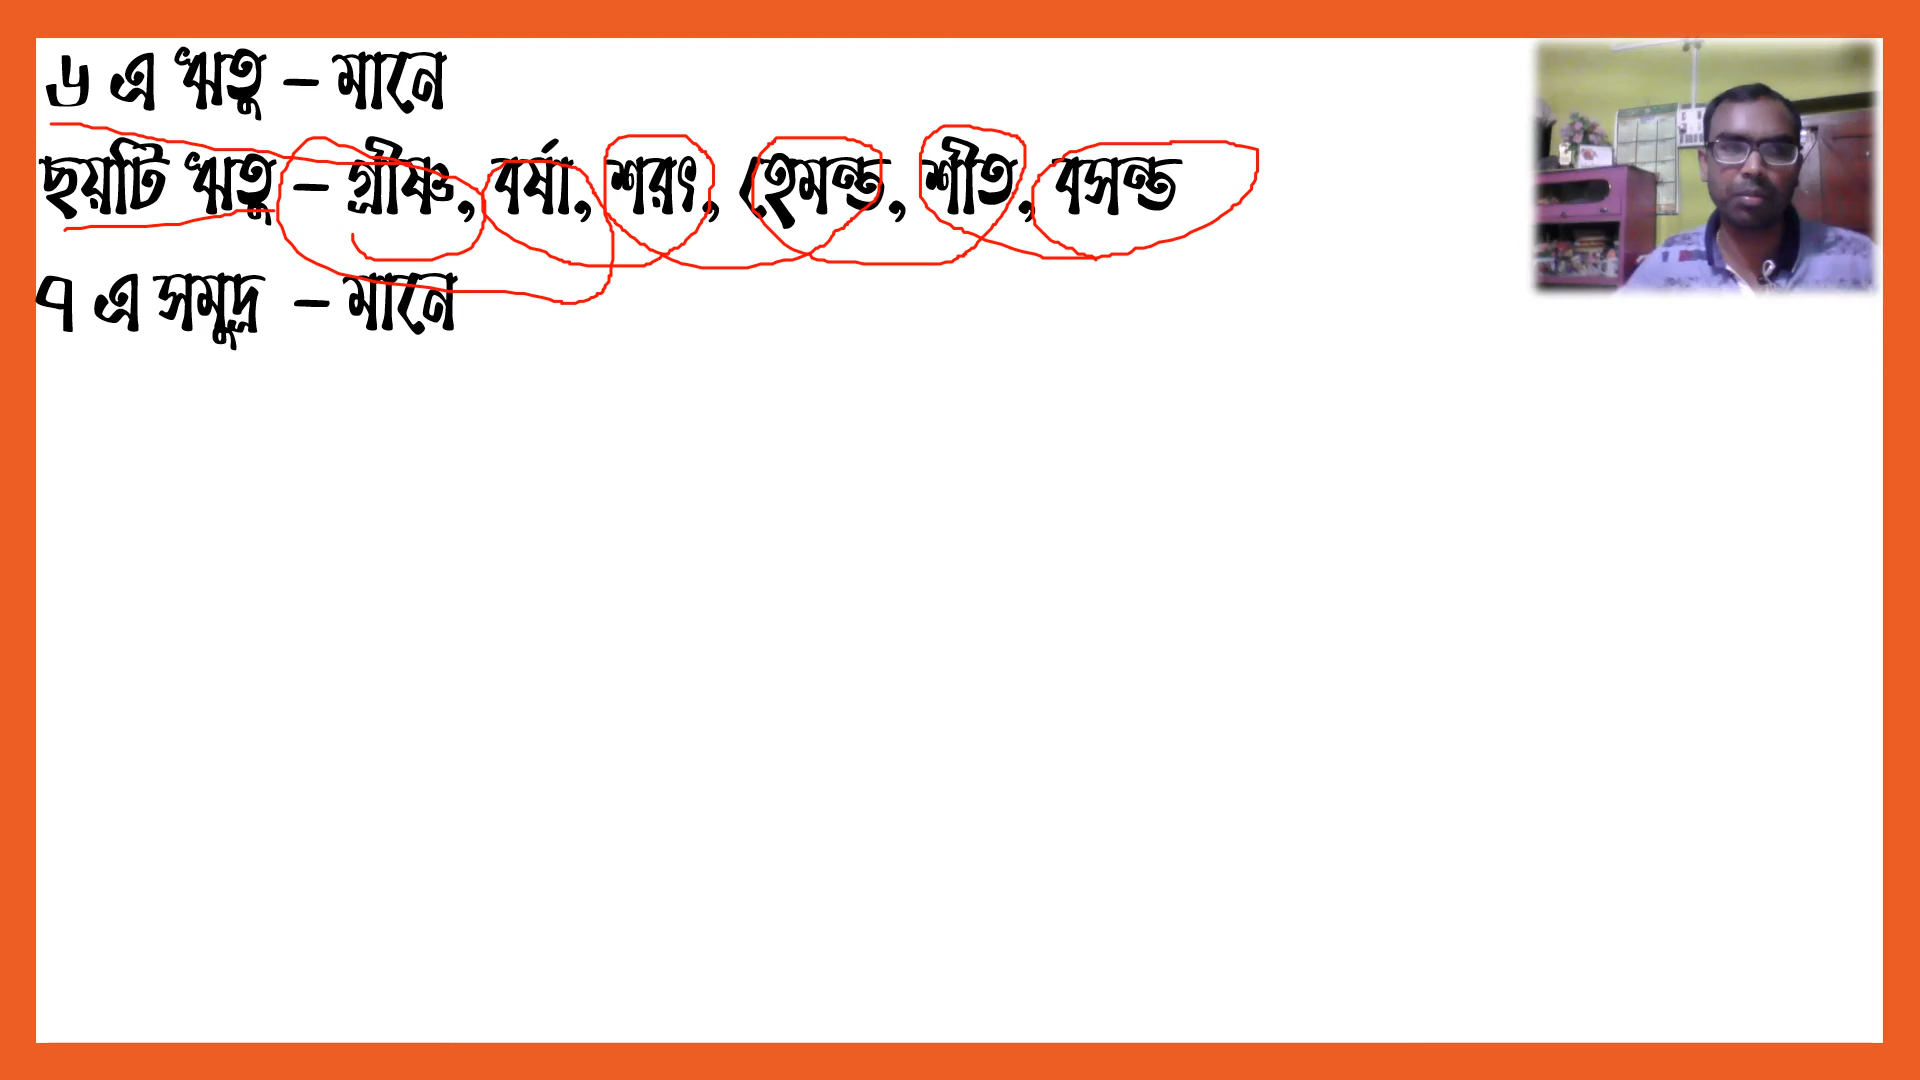 ৬ এ ঋতু – মানে
ছয়টি ঋতু – গ্রীষ্ণ, বর্ষা, শরৎ, হেমন্ত, শীত, বসন্ত
৭ এ সমুদ্র – মানে